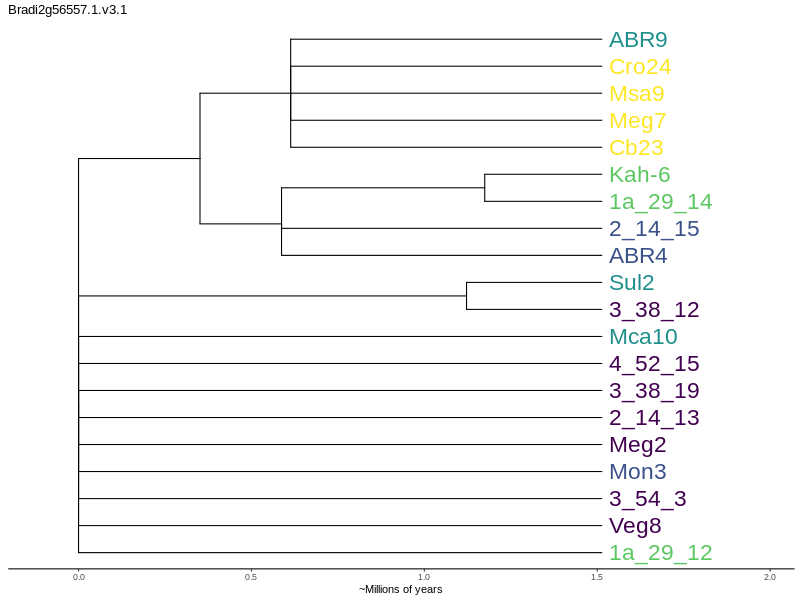 Bradi2g56557.1.v3.1
ABR9
Cro24
Msa9
Meg7
Cb23
Kah-6
1a_29_14
2_14_15
ABR4
Sul2
3_38_12
Mca10
4_52_15
3_38_19
2_14_13
Meg2
Mon3
3_54_3
Veg8
1a_29_12
0.0 0.5 1.0 1.5 2.0
~Millions of years